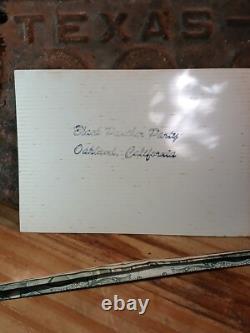 TEXAS
Black Panther Party
Oakland, California